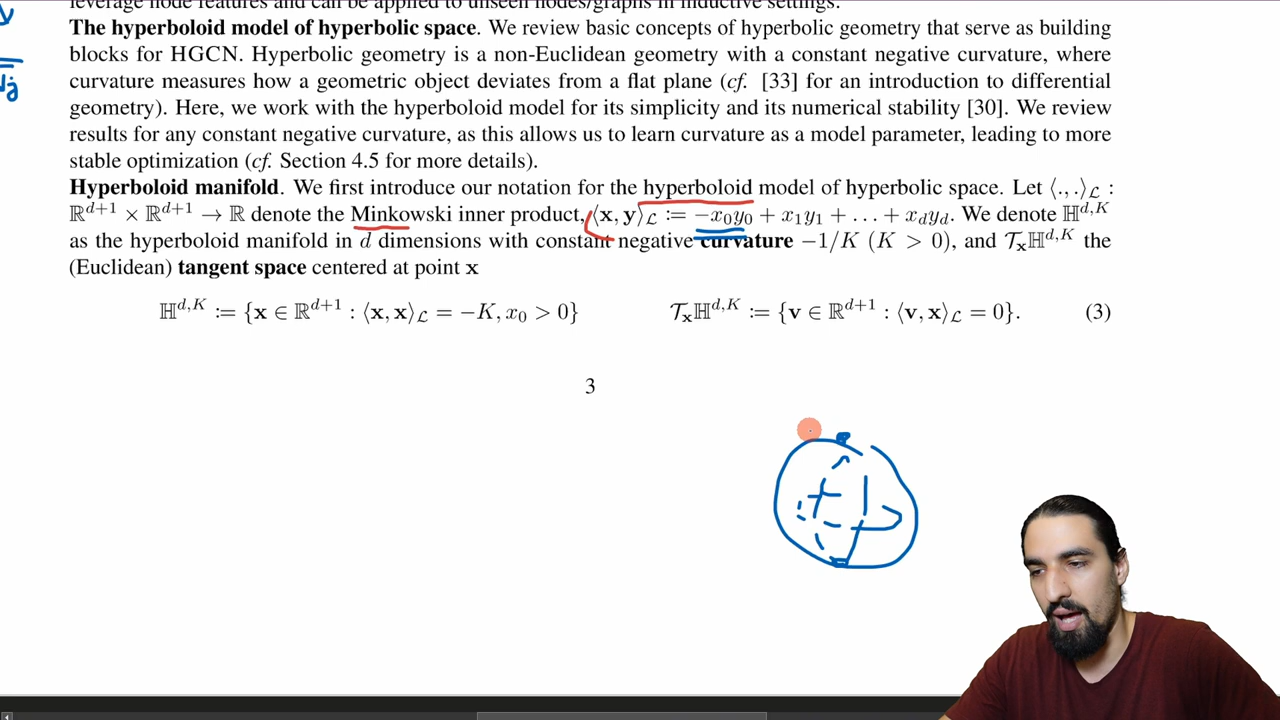 leverage node features and can be applied to unseen nodes/graphs in inductive settings.
The hyperboloid model of hyperbolic space. We review basic concepts of hyperbolic geometry that serve as building
blocks for HGCN. Hyperbolic geometry is a non-Euclidean geometry with a constant negative curvature, where
curvature measures how a geometric object deviates from a flat plane (cf. [33] for an introduction to differential
geometry). Here, we work with the hyperboloid model for its simplicity and its numerical stability [30]. We review
results for any constant negative curvature, as this allows us to learn curvature as a model parameter, leading to more
stable optimization (cf. Section 4.5 for more details).
Hyperboloid manifold. We first introduce our notation for the hyperboloid model of hyperbolic space. Let ⟨., .⟩_ℒ :
ℝ^{d+1} × ℝ^{d+1} → ℝ denote the Minkowski inner product, ⟨x, y⟩_ℒ := −x₀y₀ + x₁y₁ + … + x_d y_d. We denote ℍ^{d,K}
as the hyperboloid manifold in d dimensions with constant negative curvature −1/K (K > 0), and 𝒯_xℍ^{d,K} the
(Euclidean) tangent space centered at point x
ℍ^{d,K} := {x ∈ ℝ^{d+1} : ⟨x, x⟩_ℒ = −K, x₀ > 0} 𝒯_xℍ^{d,K} := {v ∈ ℝ^{d+1} : ⟨v, x⟩_ℒ = 0}. (3)
3